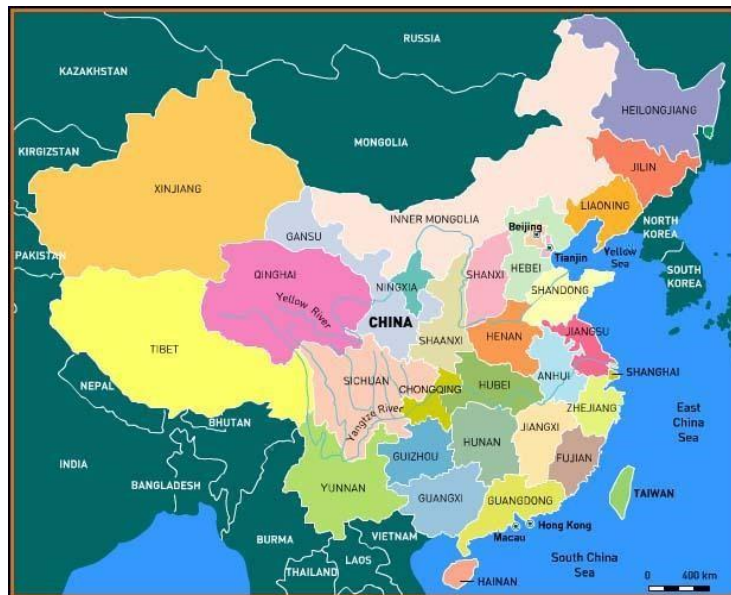 RUSSIA
KAZAKHSTAN
HEILONGJIANG
MONGOLIA
KIRGIZSTAN
JILIN
XINJIANG
LIAONING
INNER MONGOLIA
NORTH
KOREA
GANSU
Beijing
Yellow
Sea
Tianjin
PAKISTAN
QINGHAI
SHANXI
HEBEI
SOUTH
KOREA
NINGXIA
SHANDONG
Yellow River
CHINA
JIANGSU
HENAN
SHAANXI
TIBET
SHANGHAI
SICHUAN
ANHUI
NEPAL
CHONGQING
HUBEI
ZHEJIANG
Yangtze River
East
China
Sea
BHUTAN
JIANGXI
HUNAN
GUIZHOU
FUJIAN
INDIA
BANGLADESH
YUNNAN
TAIWAN
GUANGXI
GUANGDONG
Hong Kong
Macau
BURMA
VIETNAM
LAOS
South China
Sea
THAILAND
HAINAN
0 400 km